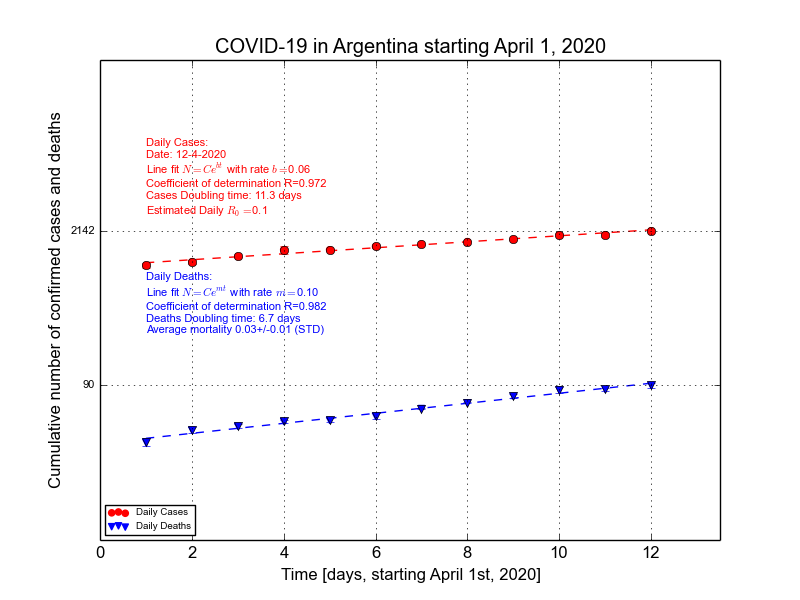 COVID-19 in Argentina starting April 1, 2020
Cumulative number of confirmed cases and deaths
Daily Cases:
Date: 12-4-2020
Line fit N=Ce^{bt} with rate b=0.06
Coefficient of determination R=0.972
Cases Doubling time: 11.3 days
Estimated Daily R_0 =0.1
2142
Daily Deaths:
Line fit N=Ce^{mt} with rate m=0.10
Coefficient of determination R=0.982
Deaths Doubling time: 6.7 days
Average mortality 0.03+/-0.01 (STD)
90
Daily Cases
Daily Deaths
0 2 4 6 8 10 12
Time [days, starting April 1st, 2020]